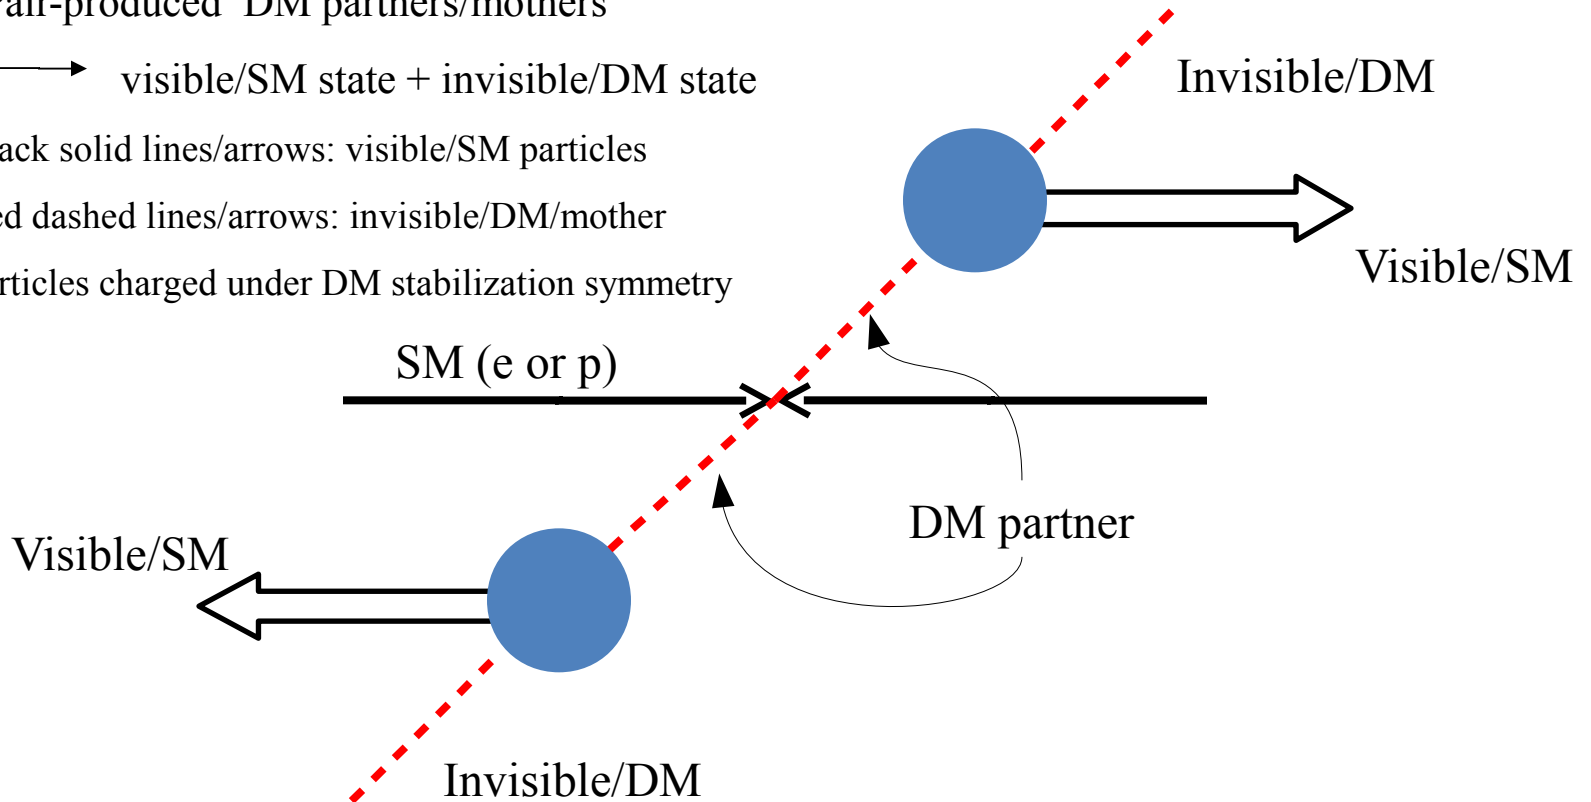 air-produced DM partners/mothers
visible/SM state + invisible/DM state
ack solid lines/arrows: visible/SM particles
ed dashed lines/arrows: invisible/DM/mother
rticles charged under DM stabilization symmetry
Invisible/DM
Visible/SM
SM (e or p)
DM partner
Visible/SM
Invisible/DM